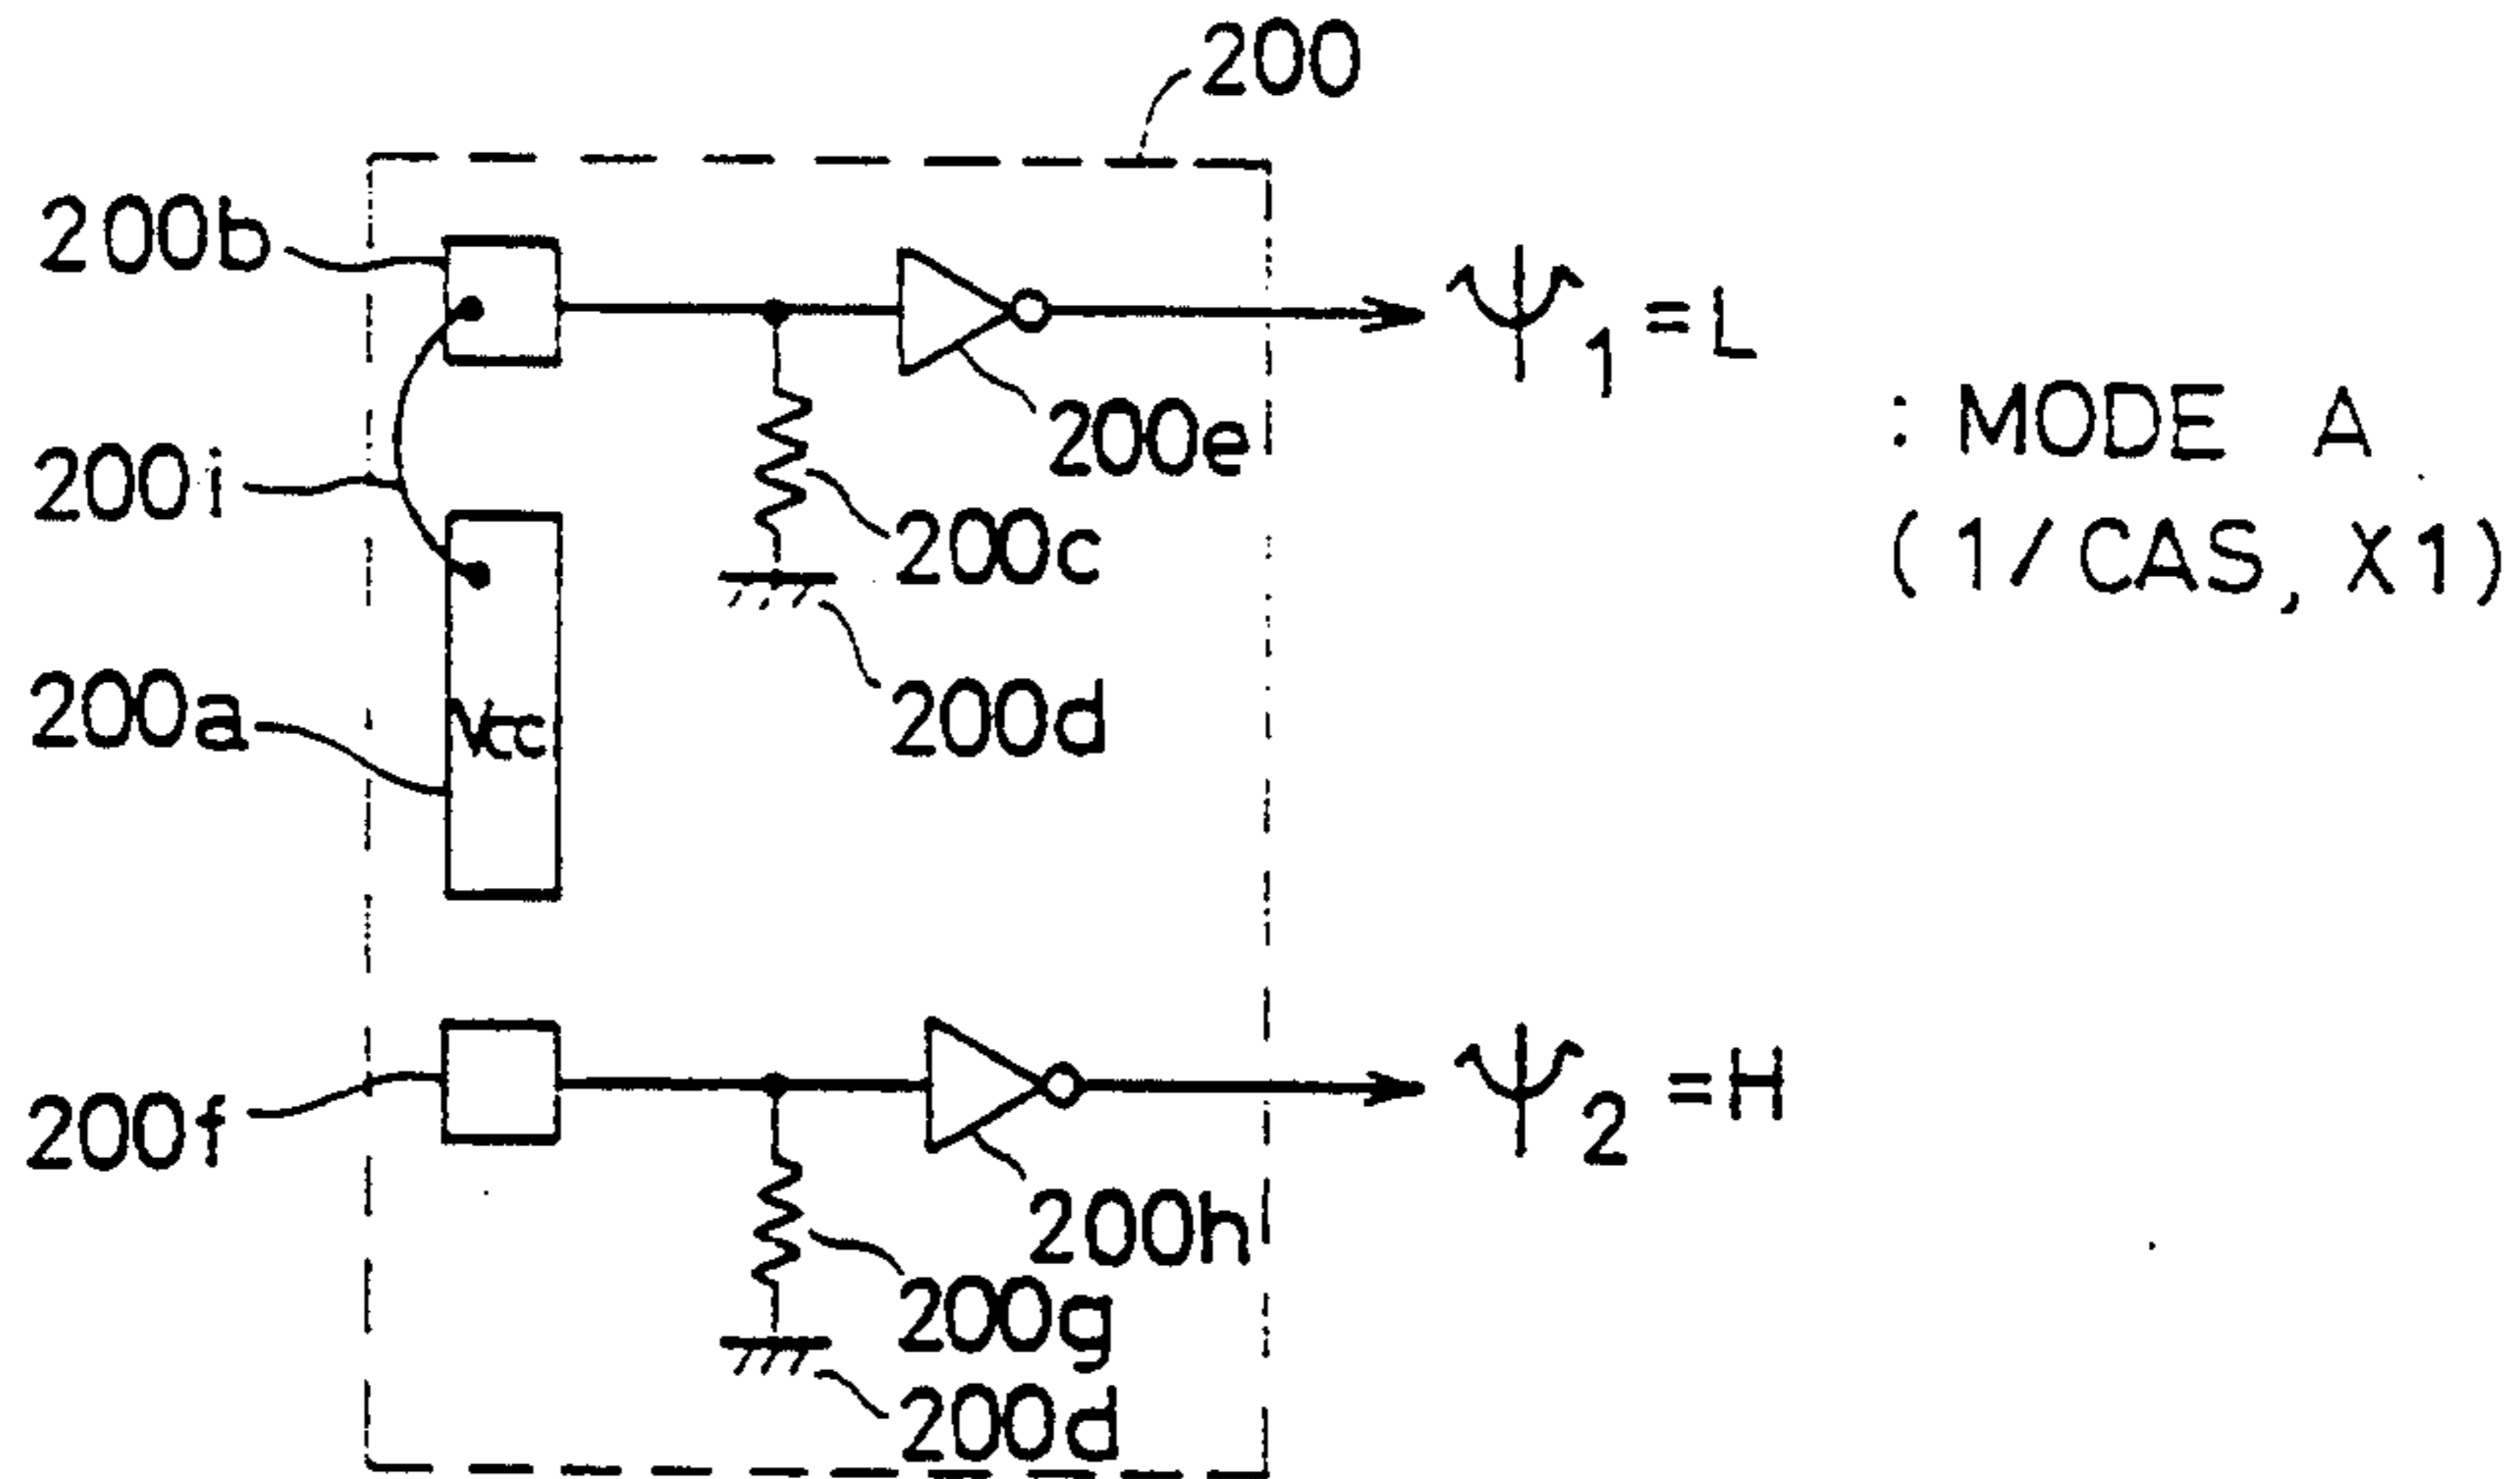 200
200b
Ψ1 =L
: MODE A
(1/CAS, X1)
200e
200i
200c
200a
Vcc
200d
200f
Ψ2 =H
200h
200g
200d